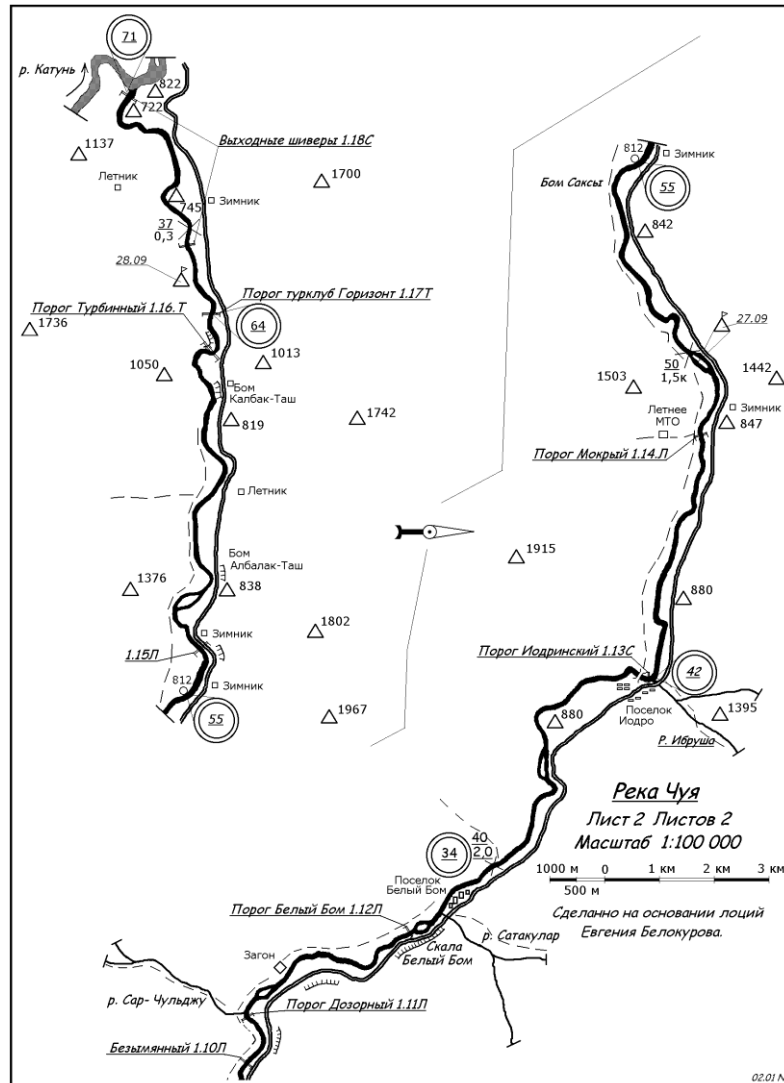 71
р. Катунь
822
722
1137
Выходные шиверы 1.18С
Летник
1700
745
Зимник
37
0,3
28.09
Порог турклуб Горизонт 1.17Т
Порог Турбинный 1.16.Т
64
1736
1013
1050
Бом
Калбак-Таш
819
1742
Летник
Бом
Албалак-Таш
1376
838
1802
Зимник
1.15Л
812
Зимник
55
1967
812
Зимник
Бом Саксы
55
842
27.09
50
1,5к
1503
1442
Летнее
МТО
Зимник
847
Порог Мокрый 1.14.Л
1915
880
Порог Иодринский 1.13С
42
Поселок
Иодро
880
1395
Р. Ибруша
Река Чуя
Лист 2 Листов 2
Масштаб 1:100 000
1000 м 0 1 км 2 км 3 км
500 м
Сделанно на основании лоций
Евгения Белокурова.
34
40
2,0
Поселок
Белый Бом
Порог Белый Бом 1.12Л
р. Сатакулар
Скала
Белый Бом
Загон
р. Сар- Чульджу
Порог Дозорный 1.11Л
Безымянный 1.10Л